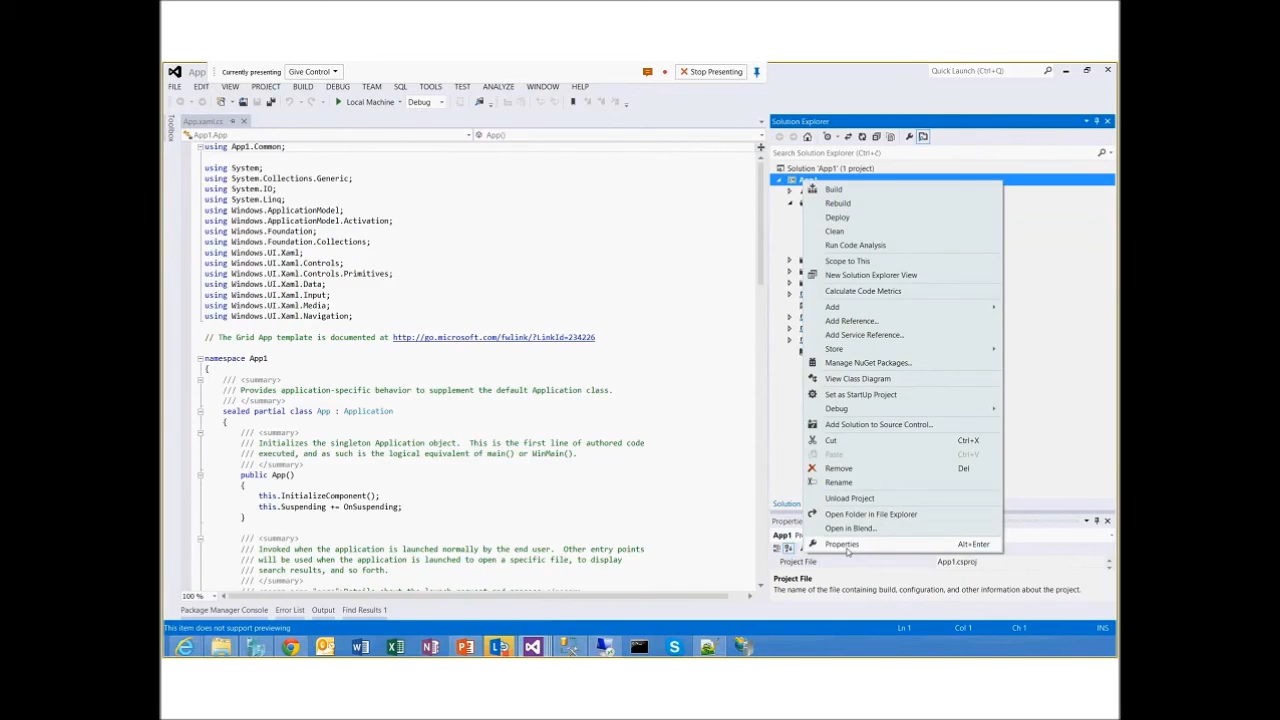 App
Currently presenting
Give Control
Stop Presenting
Quick Launch (Ctrl+Q)
FILE EDIT VIEW PROJECT BUILD DEBUG TEAM SQL TOOLS TEST ANALYZE WINDOW HELP
Local Machine
Debug
Toolbox
App.xaml.cs
App1.App
App()
using App1.Common;
using System;
using System.Collections.Generic;
using System.IO;
using System.Linq;
using Windows.ApplicationModel;
using Windows.ApplicationModel.Activation;
using Windows.Foundation;
using Windows.Foundation.Collections;
using Windows.UI.Xaml;
using Windows.UI.Xaml.Controls;
using Windows.UI.Xaml.Controls.Primitives;
using Windows.UI.Xaml.Data;
using Windows.UI.Xaml.Input;
using Windows.UI.Xaml.Media;
using Windows.UI.Xaml.Navigation;
// The Grid App template is documented at http://go.microsoft.com/fwlink/?LinkId=234226
namespace App1
{
/// <summary>
/// Provides application-specific behavior to supplement the default Application class.
/// </summary>
sealed partial class App : Application
{
/// <summary>
/// Initializes the singleton Application object.  This is the first line of authored code
/// executed, and as such is the logical equivalent of main() or WinMain().
/// </summary>
public App()
{
this.InitializeComponent();
this.Suspending += OnSuspending;
}
/// <summary>
/// Invoked when the application is launched normally by the end user.  Other entry points
/// will be used when the application is launched to open a specific file, to display
/// search results, and so forth.
/// </summary>
100 %
Package Manager Console Error List Output Find Results 1
This item does not support previewing
Ln 1 Col 1 Ch 1 INS
Solution Explorer
Search Solution Explorer (Ctrl+č)
Solution 'App1' (1 project)
App1
Build
Rebuild
Deploy
Clean
Run Code Analysis
Scope to This
New Solution Explorer View
Calculate Code Metrics
Add
Add Reference...
Add Service Reference...
Store
Manage NuGet Packages...
View Class Diagram
Set as StartUp Project
Debug
Add Solution to Source Control...
Cut Ctrl+X
Paste Ctrl+V
Remove Del
Rename
Unload Project
Open Folder in File Explorer
Open in Blend...
Properties Alt+Enter
Solution
Properties
App1
Project File App1.csproj
Project File
The name of the file containing build, configuration, and other information about the project.